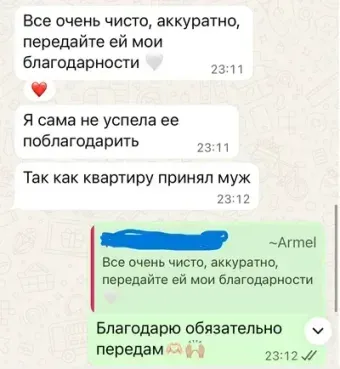 Все очень чисто, аккуратно,
передайте ей мои
благодарности 🤍
23:11
❤️
Я сама не успела ее
поблагодарить
23:11
Так как квартиру принял муж
23:12
~Armel
Все очень чисто, аккуратно,
передайте ей мои благодарности
🤍
Благодарю обязательно
передам🫶🏻🙌🏻
23:12